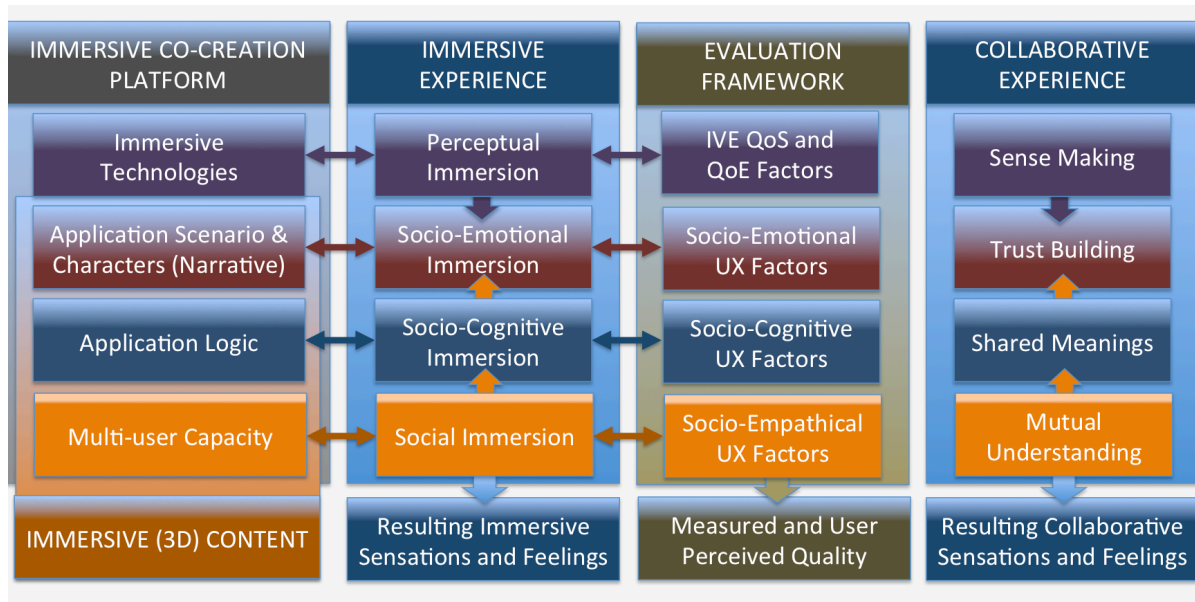 IMMERSIVE CO-CREATION
PLATFORM
Immersive
Technologies
Application Scenario &
Characters (Narrative)
Application Logic
Multi-user Capacity
IMMERSIVE (3D) CONTENT
IMMERSIVE
EXPERIENCE
Perceptual
Immersion
Socio-Emotional
Immersion
Socio-Cognitive
Immersion
Social Immersion
Resulting Immersive
Sensations and Feelings
EVALUATION
FRAMEWORK
IVE QoS and
QoE Factors
Socio-Emotional
UX Factors
Socio-Cognitive
UX Factors
Socio-Empathical
UX Factors
Measured and User
Perceived Quality
COLLABORATIVE
EXPERIENCE
Sense Making
Trust Building
Shared Meanings
Mutual
Understanding
Resulting Collaborative
Sensations and Feelings